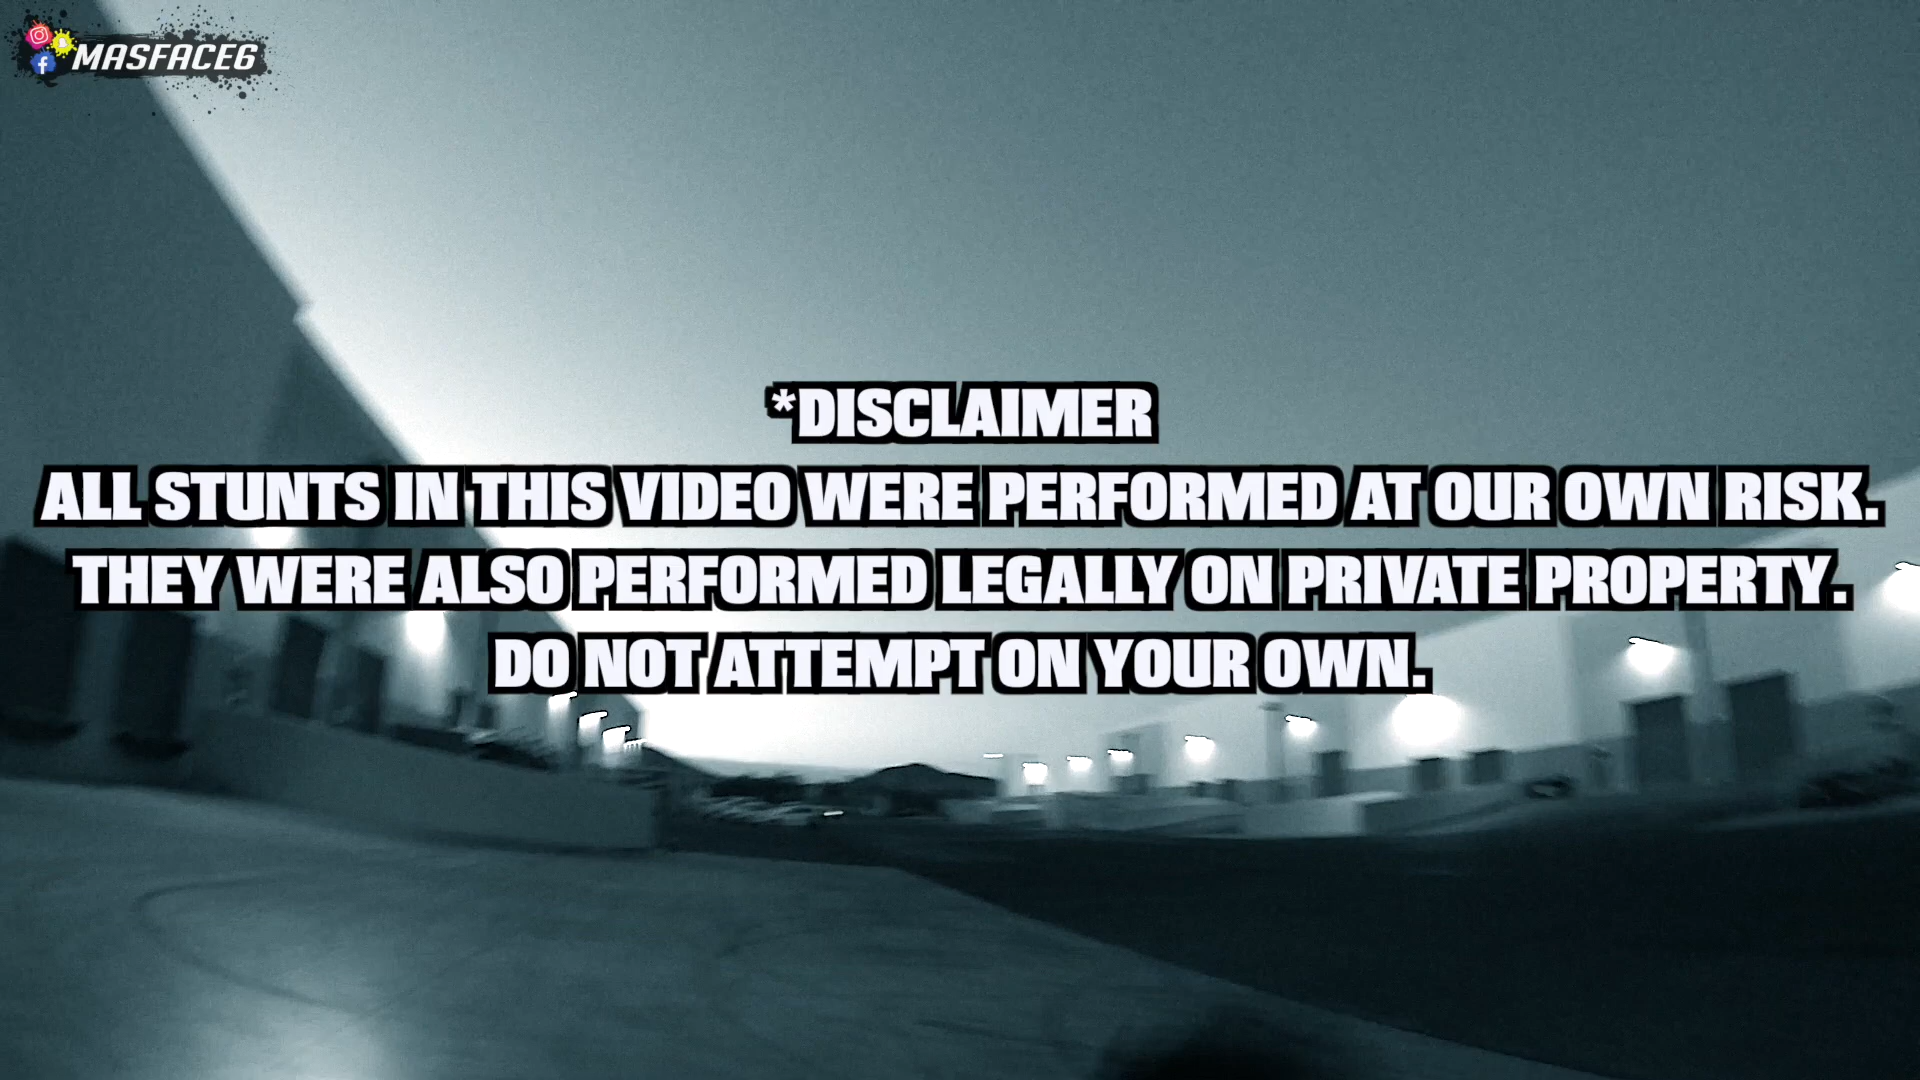 MASFACE6
*DISCLAIMER
ALL STUNTS IN THIS VIDEO WERE PERFORMED AT OUR OWN RISK.
THEY WERE ALSO PERFORMED LEGALLY ON PRIVATE PROPERTY.
DO NOT ATTEMPT ON YOUR OWN.